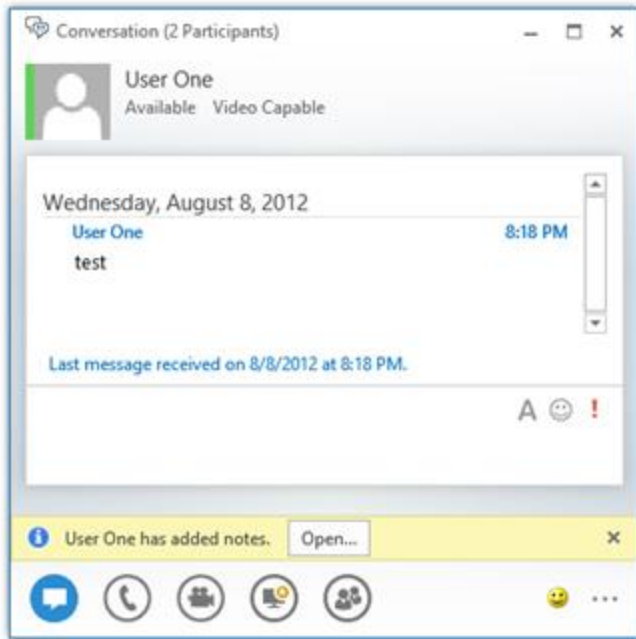 Conversation (2 Participants)
User One
Available Video Capable
Wednesday, August 8, 2012
User One 8:18 PM
test
Last message received on 8/8/2012 at 8:18 PM.
A !
User One has added notes. Open...